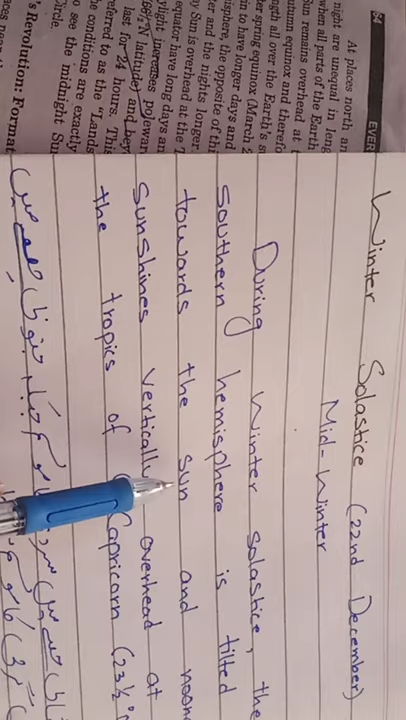 64 EVER
At places north an
night are unequal in leng
when all parts of the Earth
Sun remains overhead at t
utumn equinox and therefo
ngth all over the Earth's su
er spring equinox (March 2
in to have longer days and
isphere, the opposite of thi
er and the nights longer.
y Sun is overhead at the T
equator have long days an
ylight increases polewar
(66½°N latitude) and bey
last for 24 hours. This
eferred to as the "Lands
he conditions are exactly
o see the midnight Su
Circle.
's Revolution: Format
Winter Solastice (22nd December)
Mid-Winter
During Winter Solastice, the
Southern hemisphere is tilted
towards the sun and noon
Sunshines vertically overhead at
the tropics of Capricorn (23½°